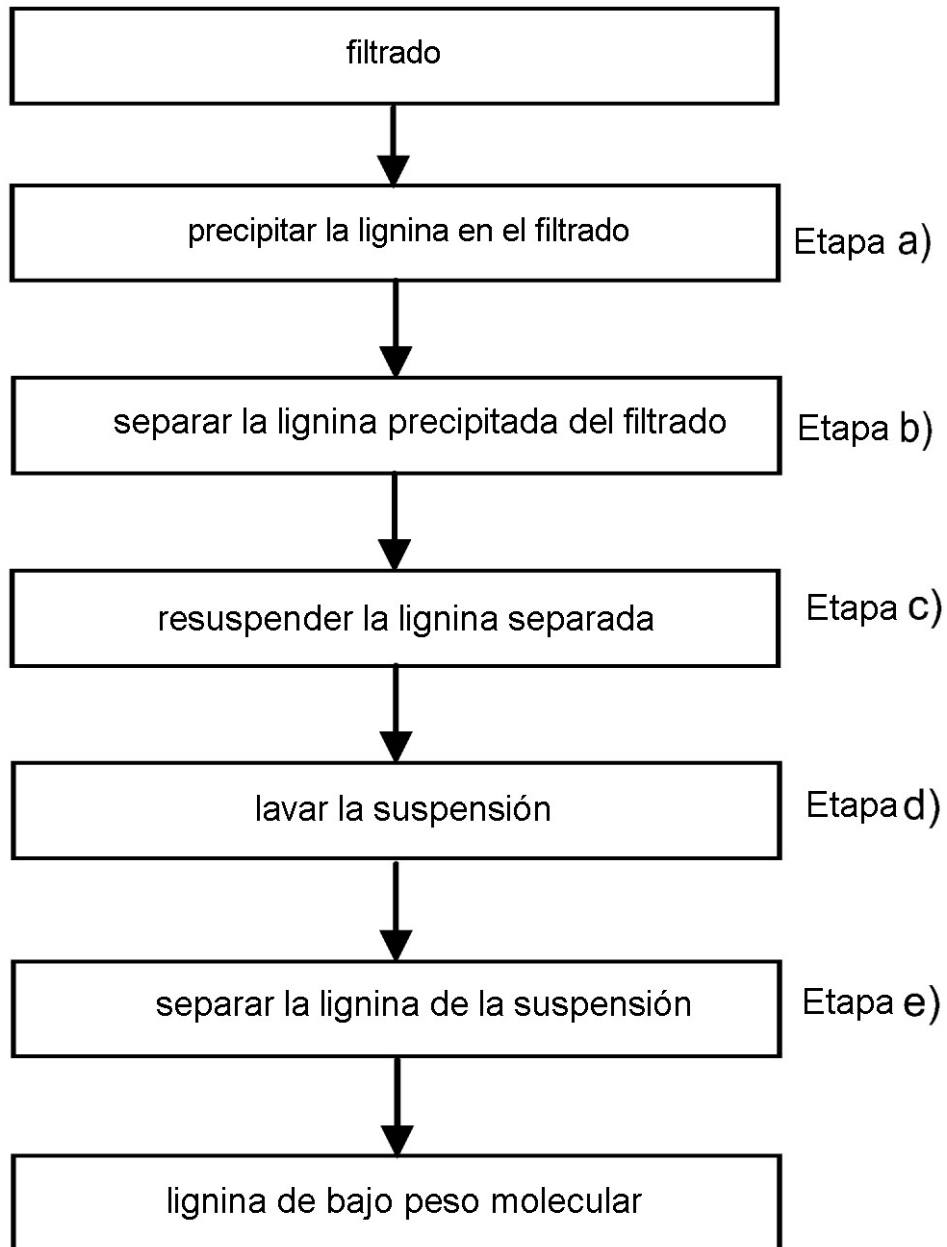 filtrado
precipitar la lignina en el filtrado
Etapa a)
separar la lignina precipitada del filtrado
Etapa b)
resuspender la lignina separada
Etapa c)
lavar la suspensión
Etapa d)
separar la lignina de la suspensión
Etapa e)
lignina de bajo peso molecular